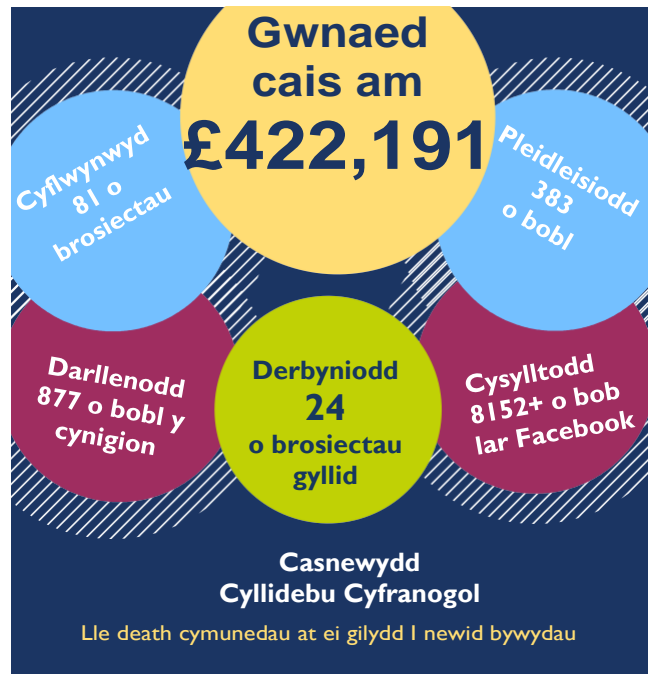 Gwnaed
cais am
£422,191
Cyflwynwyd
81 o
brosiectau
Pleidleisiodd
383
o bobl
Darllenodd
877 o bobl y
cynigion
Derbyniodd
24
o brosiectau
gyllid
Cysylltodd
8152+ o bob
lar Facebook
Casnewydd
Cyllidebu Cyfranogol
Lle death cymunedau at ei gilydd I newid bywydau